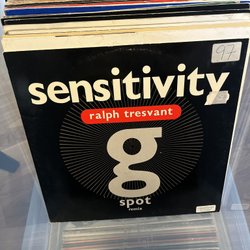 97
sensitivity
ralph tresvant
g
spot
remix